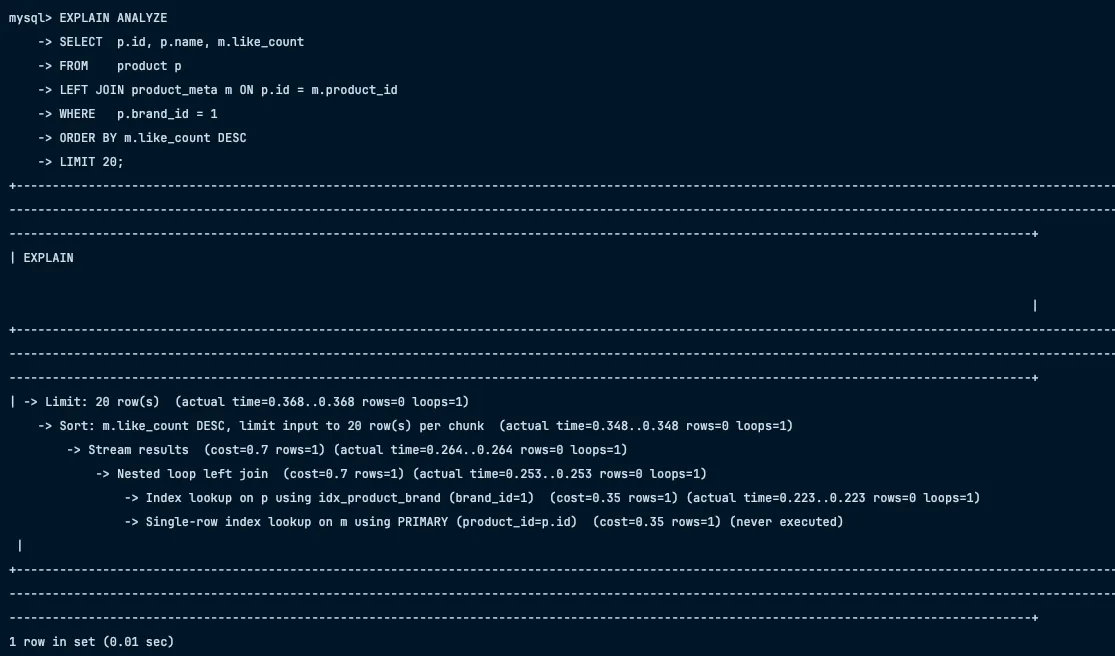 mysql> EXPLAIN ANALYZE
    -> SELECT  p.id, p.name, m.like_count
    -> FROM    product p
    -> LEFT JOIN product_meta m ON p.id = m.product_id
    -> WHERE   p.brand_id = 1
    -> ORDER BY m.like_count DESC
    -> LIMIT 20;
| EXPLAIN
|
| -> Limit: 20 row(s)  (actual time=0.368..0.368 rows=0 loops=1)
    -> Sort: m.like_count DESC, limit input to 20 row(s) per chunk  (actual time=0.348..0.348 rows=0 loops=1)
        -> Stream results  (cost=0.7 rows=1) (actual time=0.264..0.264 rows=0 loops=1)
            -> Nested loop left join  (cost=0.7 rows=1) (actual time=0.253..0.253 rows=0 loops=1)
                -> Index lookup on p using idx_product_brand (brand_id=1)  (cost=0.35 rows=1) (actual time=0.223..0.223 rows=0 loops=1)
                -> Single-row index lookup on m using PRIMARY (product_id=p.id)  (cost=0.35 rows=1) (never executed)
 |
1 row in set (0.01 sec)